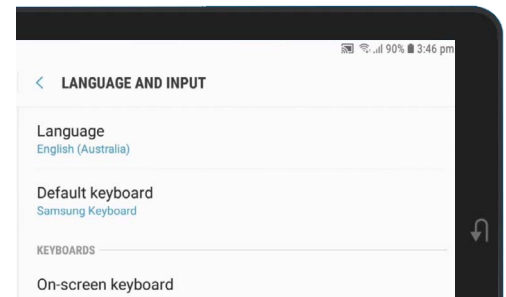 90% 3:46 pm
LANGUAGE AND INPUT
Language
English (Australia)
Default keyboard
Samsung Keyboard
KEYBOARDS
On-screen keyboard